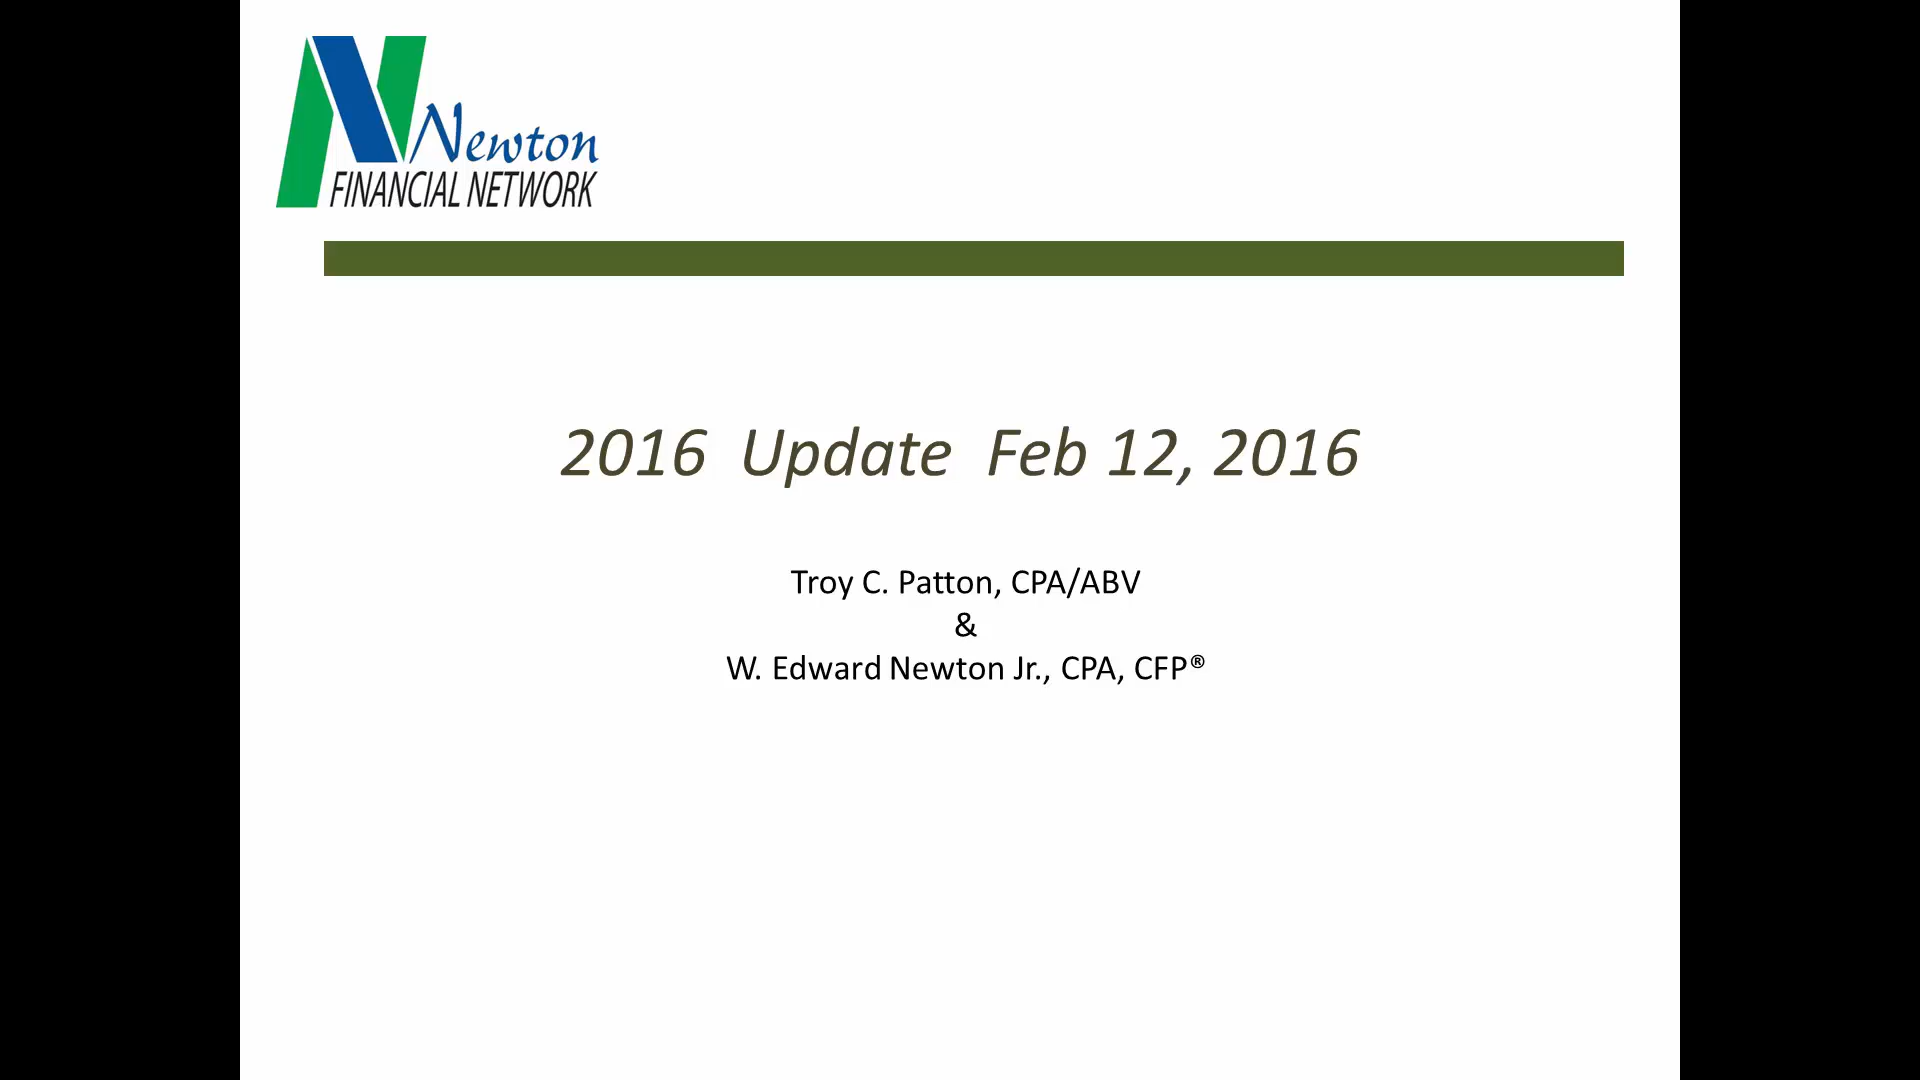 Newton
FINANCIAL NETWORK
2016 Update Feb 12, 2016
Troy C. Patton, CPA/ABV
&
W. Edward Newton Jr., CPA, CFP®